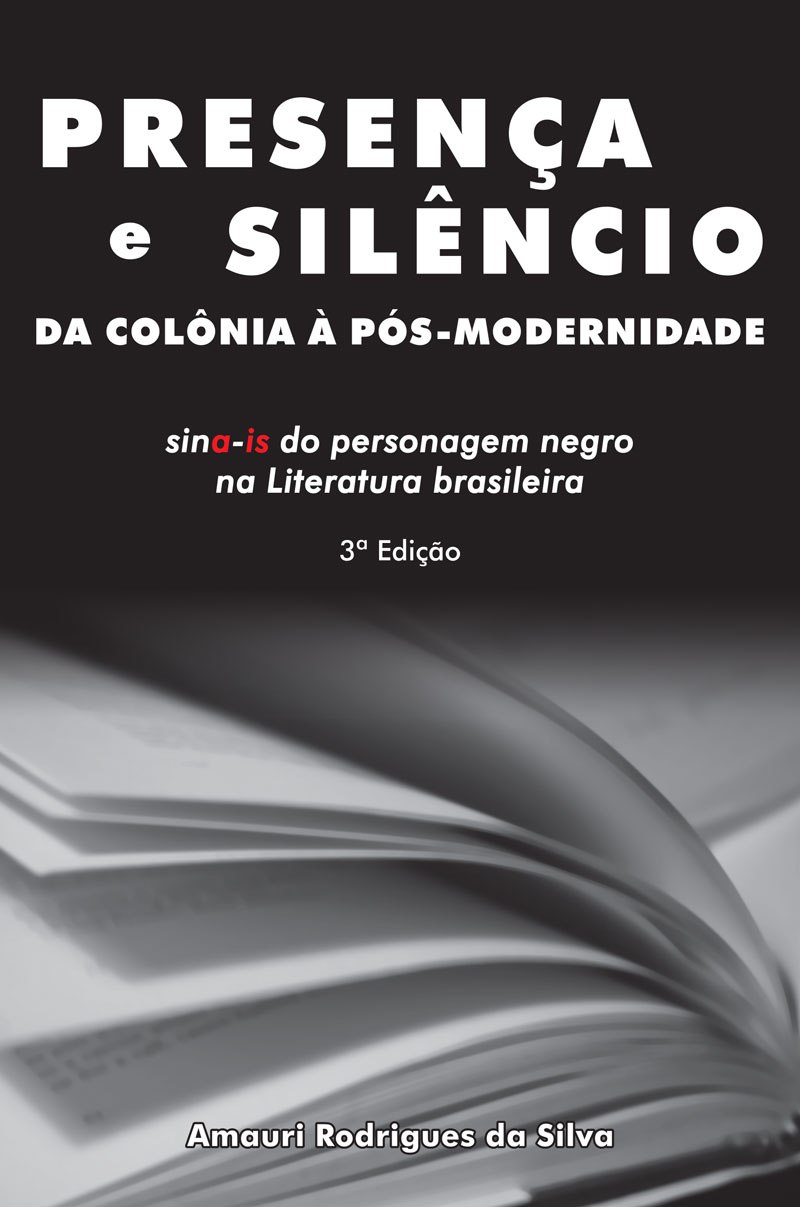 PRESENÇA
e SILÊNCIO
DA COLÔNIA À PÓS-MODERNIDADE
sina-is do personagem negro
na Literatura brasileira
3ª Edição
Amauri Rodrigues da Silva